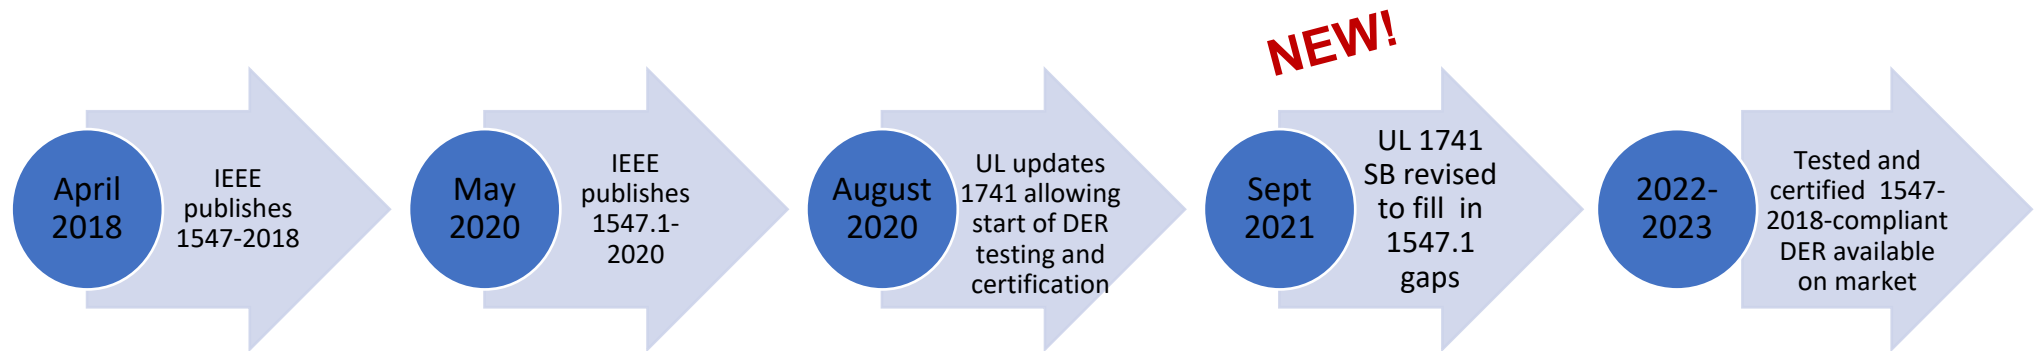 April
2018
IEEE
publishes
1547-2018
May
2020
IEEE
publishes
1547.1-
2020
August
2020
UL updates
1741 allowing
start of DER
testing and
certification
NEW!
Sept
2021
UL 1741
SB revised
to fill in
1547.1
gaps
2022-
2023
Tested and
certified 1547-
2018-compliant
DER available
on market